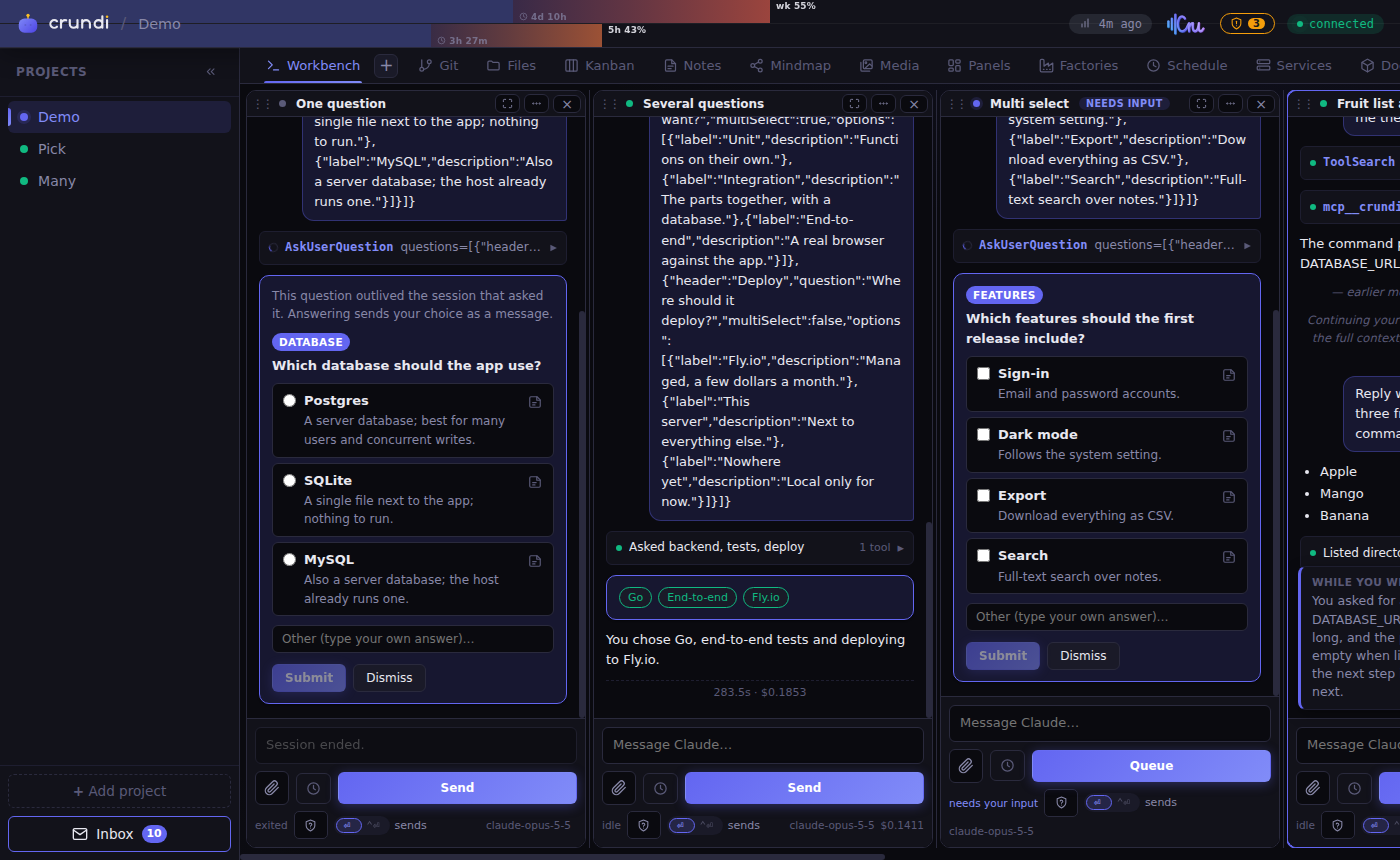 crundi / Demo
4d 10h
wk 55%
3h 27m
5h 43%
4m ago
3
connected
PROJECTS
«
Demo
Pick
Many
+ Add project
Inbox 10
Workbench
+
Git
Files
Kanban
Notes
Mindmap
Media
Panels
Factories
Schedule
Services
Do
One question
single file next to the app; nothing
to run."},
{"label":"MySQL","description":"Also
a server database; the host already
runs one."}]}]}
AskUserQuestion questions=[{"header…
This question outlived the session that asked
it. Answering sends your choice as a message.
DATABASE
Which database should the app use?
Postgres
A server database; best for many
users and concurrent writes.
SQLite
A single file next to the app;
nothing to run.
MySQL
Also a server database; the host
already runs one.
Other (type your own answer)…
Submit
Dismiss
Session ended.
Send
exited
sends
claude-opus-5-5
Several questions
want?","multiSelect":true,"options":
[{"label":"Unit","description":"Functi
ons on their own."},
{"label":"Integration","description":"
The parts together, with a
database."},{"label":"End-to-
end","description":"A real browser
against the app."}]},
{"header":"Deploy","question":"Whe
re should it
deploy?","multiSelect":false,"options
":
[{"label":"Fly.io","description":"Mana
ged, a few dollars a month."},
{"label":"This
server","description":"Next to
everything else."},
{"label":"Nowhere
yet","description":"Local only for
now."}]}]}
Asked backend, tests, deploy 1 tool
Go
End-to-end
Fly.io
You chose Go, end-to-end tests and deploying
to Fly.io.
283.5s · $0.1853
Message Claude…
Send
idle
sends
claude-opus-5-5 $0.1411
Multi select
NEEDS INPUT
system setting."},
{"label":"Export","description":"Dow
nload everything as CSV."},
{"label":"Search","description":"Full-
text search over notes."}]}]}
AskUserQuestion questions=[{"header…
FEATURES
Which features should the first
release include?
Sign-in
Email and password accounts.
Dark mode
Follows the system setting.
Export
Download everything as CSV.
Search
Full-text search over notes.
Other (type your own answer)…
Submit
Dismiss
Message Claude…
Queue
needs your input
sends
claude-opus-5-5
Fruit list a
me the
ToolSearch
mcp__crundi
The command p
DATABASE_URL
— earlier m
Continuing your
the full context
Reply w
three fr
comma
Apple
Mango
Banana
Listed directo
WHILE YOU WE
You asked for
DATABASE_UR
long, and the
empty when li
the next step
next.
Message Claud
idle